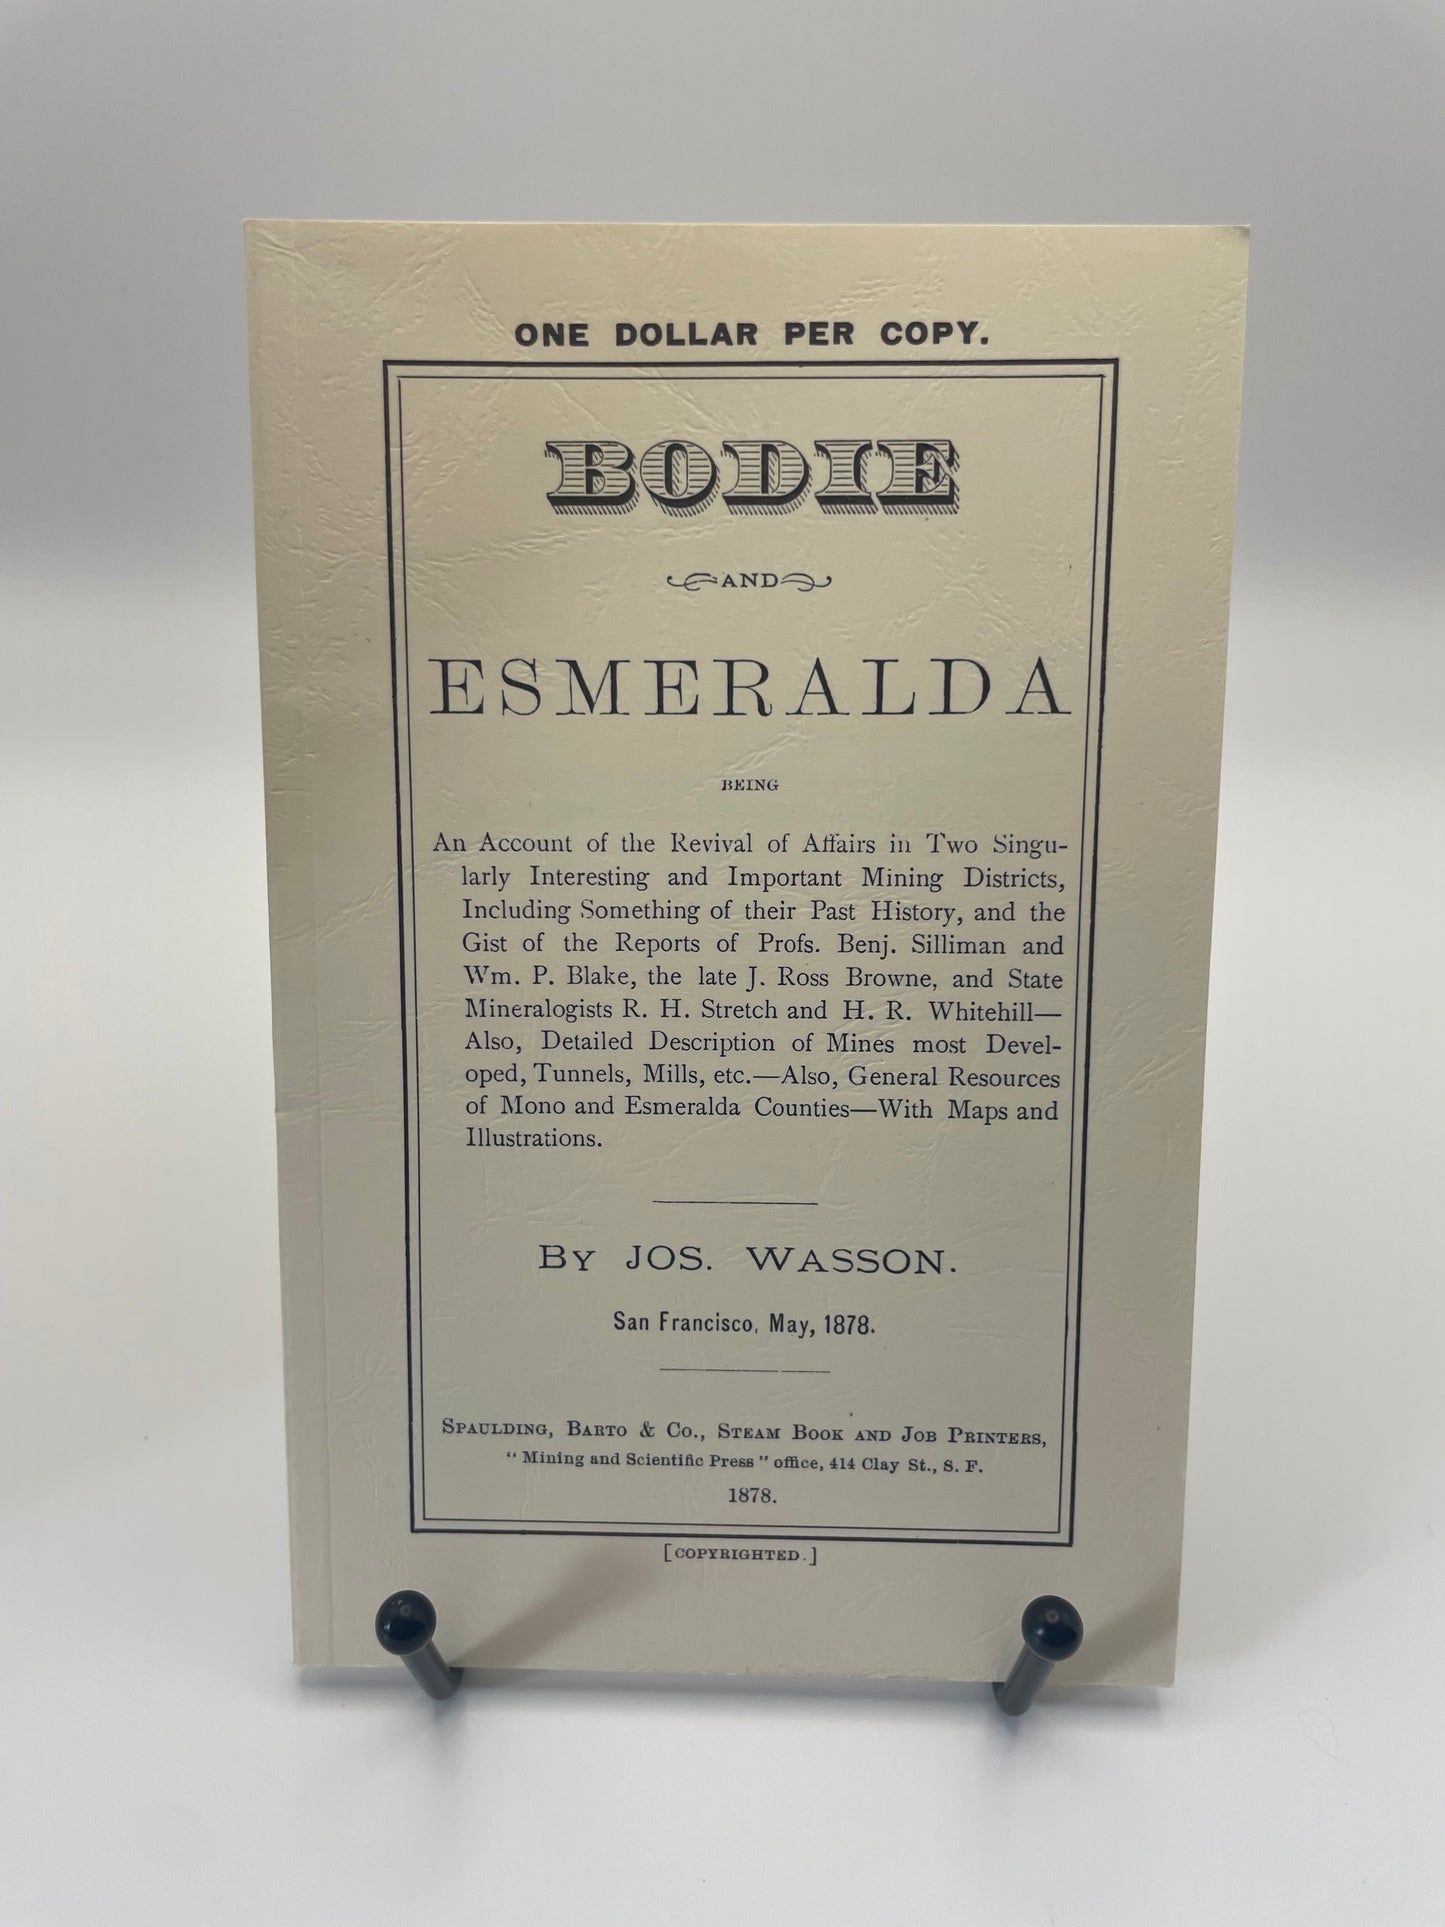 ONE DOLLAR PER COPY.
BODIE
AND
ESMERALDA
BEING
An Account of the Revival of Affairs in Two Singu-
larly Interesting and Important Mining Districts,
Including Something of their Past History, and the
Gist of the Reports of Profs. Benj. Silliman and
Wm. P. Blake, the late J. Ross Browne, and State
Mineralogists R. H. Stretch and H. R. Whitehill—
Also, Detailed Description of Mines most Devel-
oped, Tunnels, Mills, etc.—Also, General Resources
of Mono and Esmeralda Counties—With Maps and
Illustrations.
BY JOS. WASSON.
San Francisco, May, 1878.
SPAULDING, BARTO & CO., STEAM BOOK AND JOB PRINTERS,
" Mining and Scientific Press " office, 414 Clay St., S. F.
1878.
[COPYRIGHTED.]